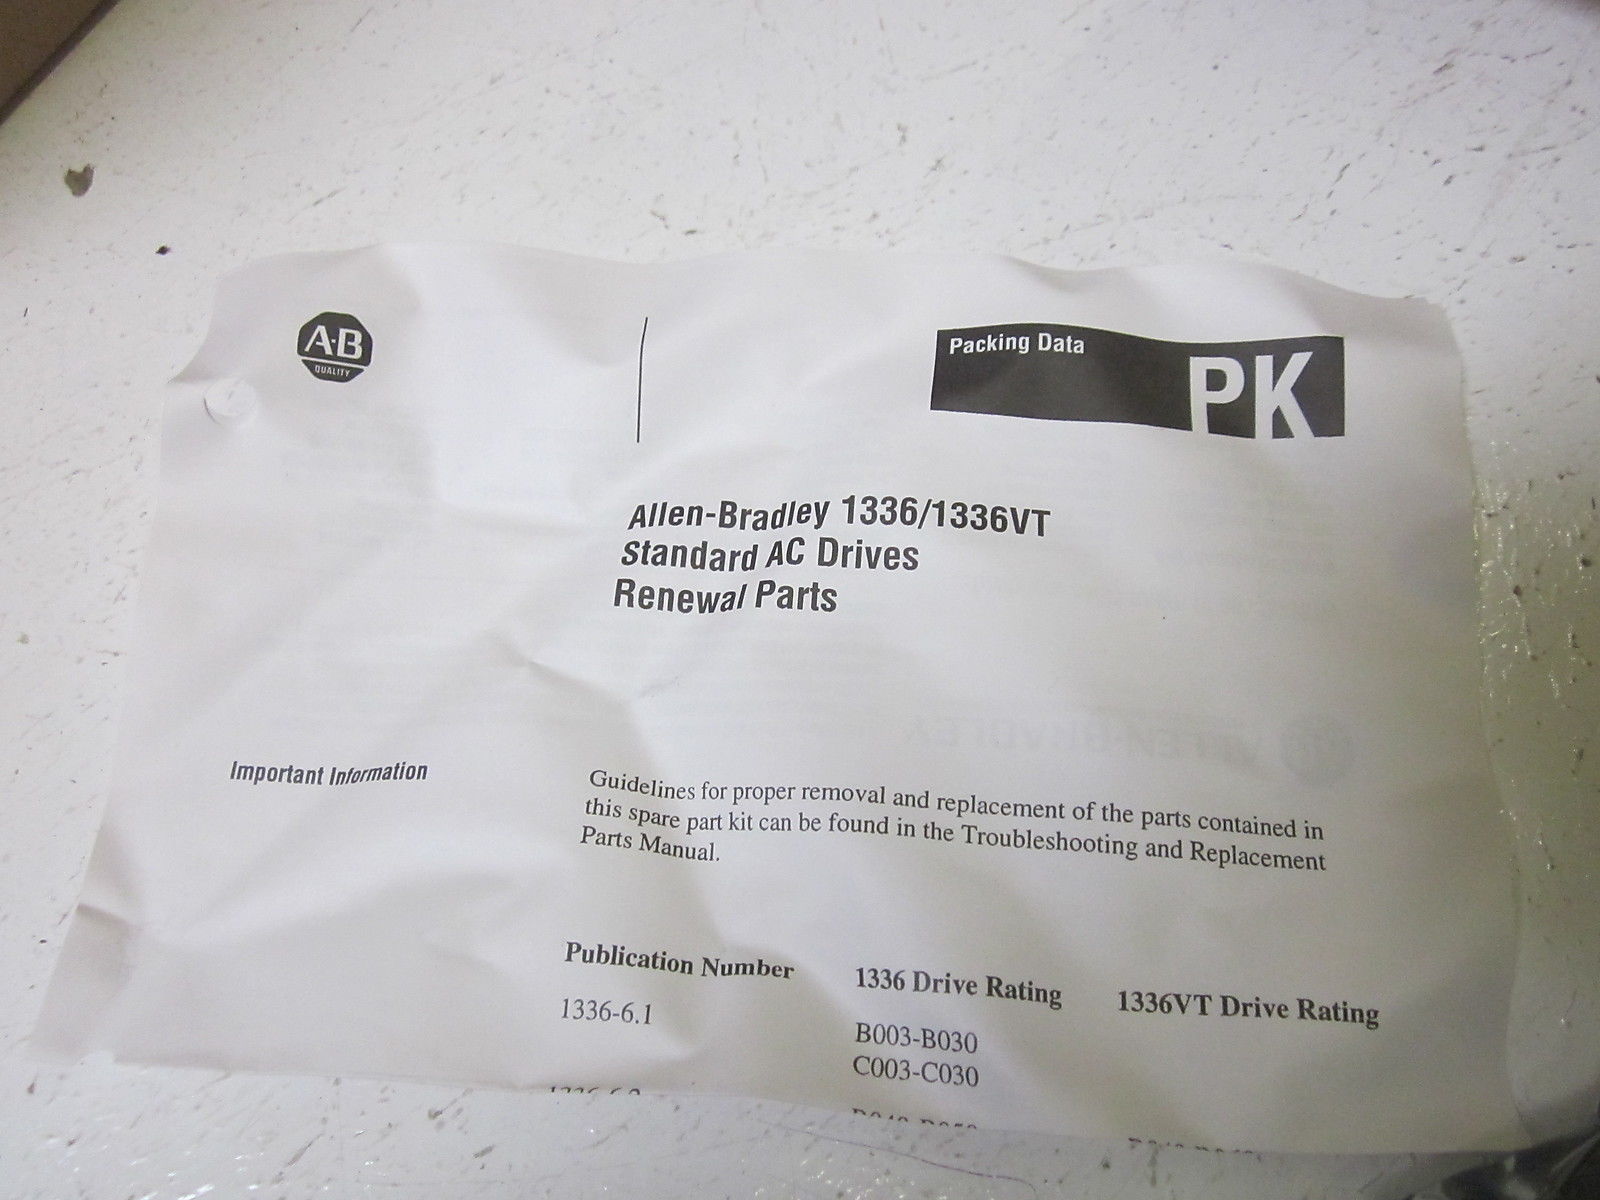 A-B
QUALITY
Packing Data
PK
Allen-Bradley 1336/1336VT
Standard AC Drives
Renewal Parts
Important Information
Guidelines for proper removal and replacement of the parts contained in
this spare part kit can be found in the Troubleshooting and Replacement
Parts Manual.
Publication Number 1336 Drive Rating 1336VT Drive Rating
1336-6.1 B003-B030
C003-C030